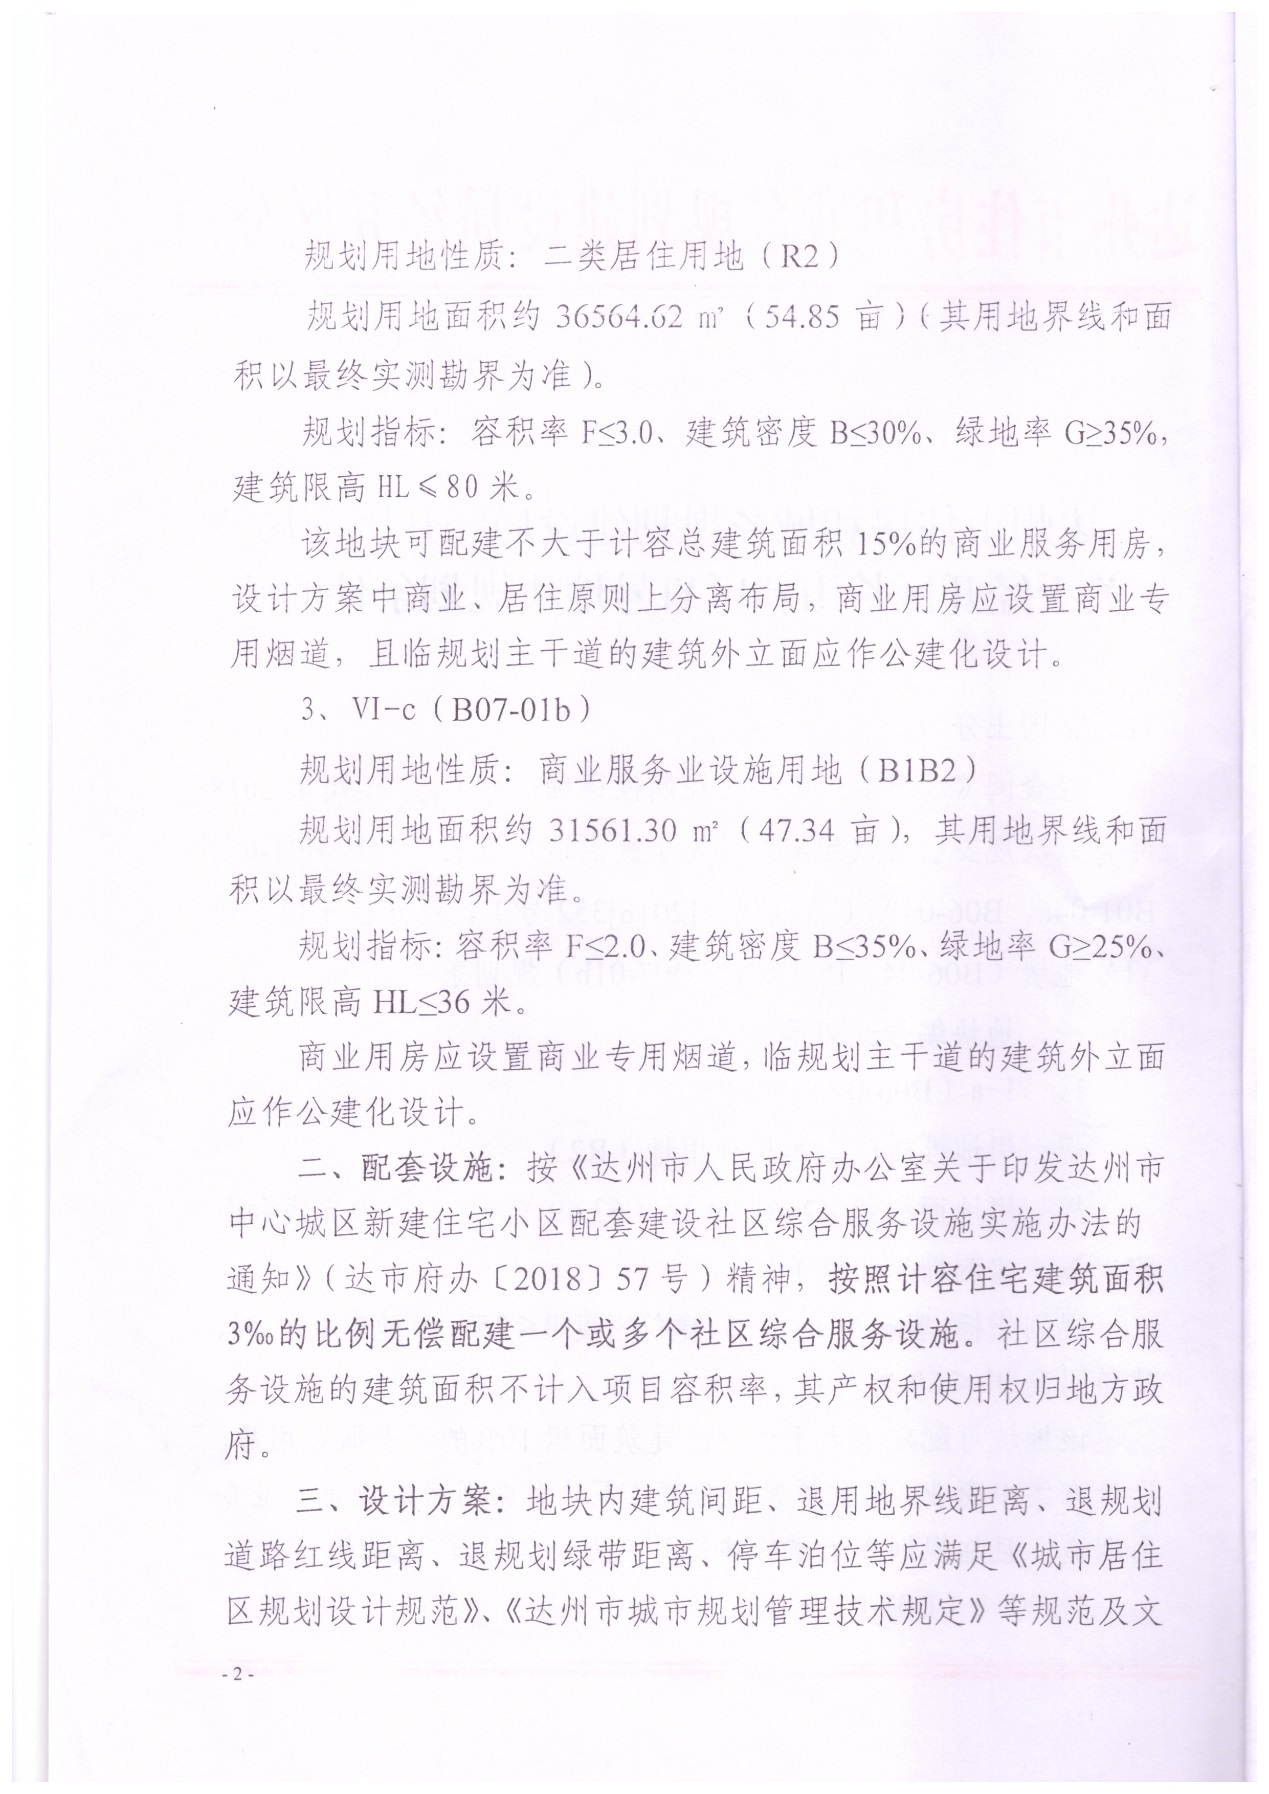 规划用地性质：二类居住用地（R2）
规划用地面积约 36564.62 ㎡（54.85 亩）（其用地界线和面
积以最终实测勘界为准）。
规划指标：容积率 F≤3.0、建筑密度 B≤30%、绿地率 G≥35%，
建筑限高 HL≤80 米。
该地块可配建不大于计容总建筑面积 15%的商业服务用房，
设计方案中商业、居住原则上分离布局，商业用房应设置商业专
用烟道，且临规划主干道的建筑外立面应作公建化设计。
3、VI-c（B07-01b）
规划用地性质：商业服务业设施用地（B1B2）
规划用地面积约 31561.30 ㎡（47.34 亩），其用地界线和面
积以最终实测勘界为准。
规划指标：容积率 F≤2.0、建筑密度 B≤35%、绿地率 G≥25%、
建筑限高 HL≤36 米。
商业用房应设置商业专用烟道，临规划主干道的建筑外立面
应作公建化设计。
二、配套设施：按《达州市人民政府办公室关于印发达州市
中心城区新建住宅小区配套建设社区综合服务设施实施办法的
通知》（达市府办〔2018〕57 号）精神，按照计容住宅建筑面积
3‰的比例无偿配建一个或多个社区综合服务设施。社区综合服
务设施的建筑面积不计入项目容积率，其产权和使用权归地方政
府。
三、设计方案：地块内建筑间距、退用地界线距离、退规划
道路红线距离、退规划绿带距离、停车泊位等应满足《城市居住
区规划设计规范》、《达州市城市规划管理技术规定》等规范及文
- 2 -